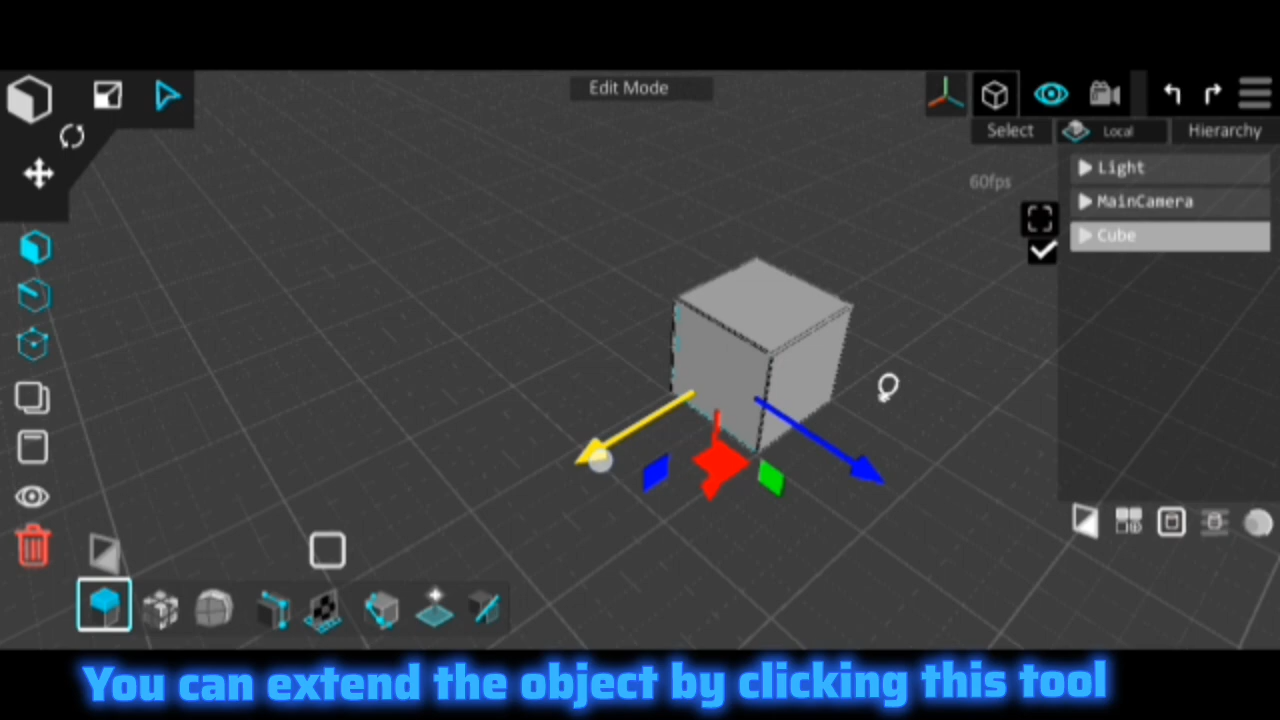 Edit Mode
Select
Local
Hierarchy
Light
60fps
MainCamera
Cube
You can extend the object by clicking this tool